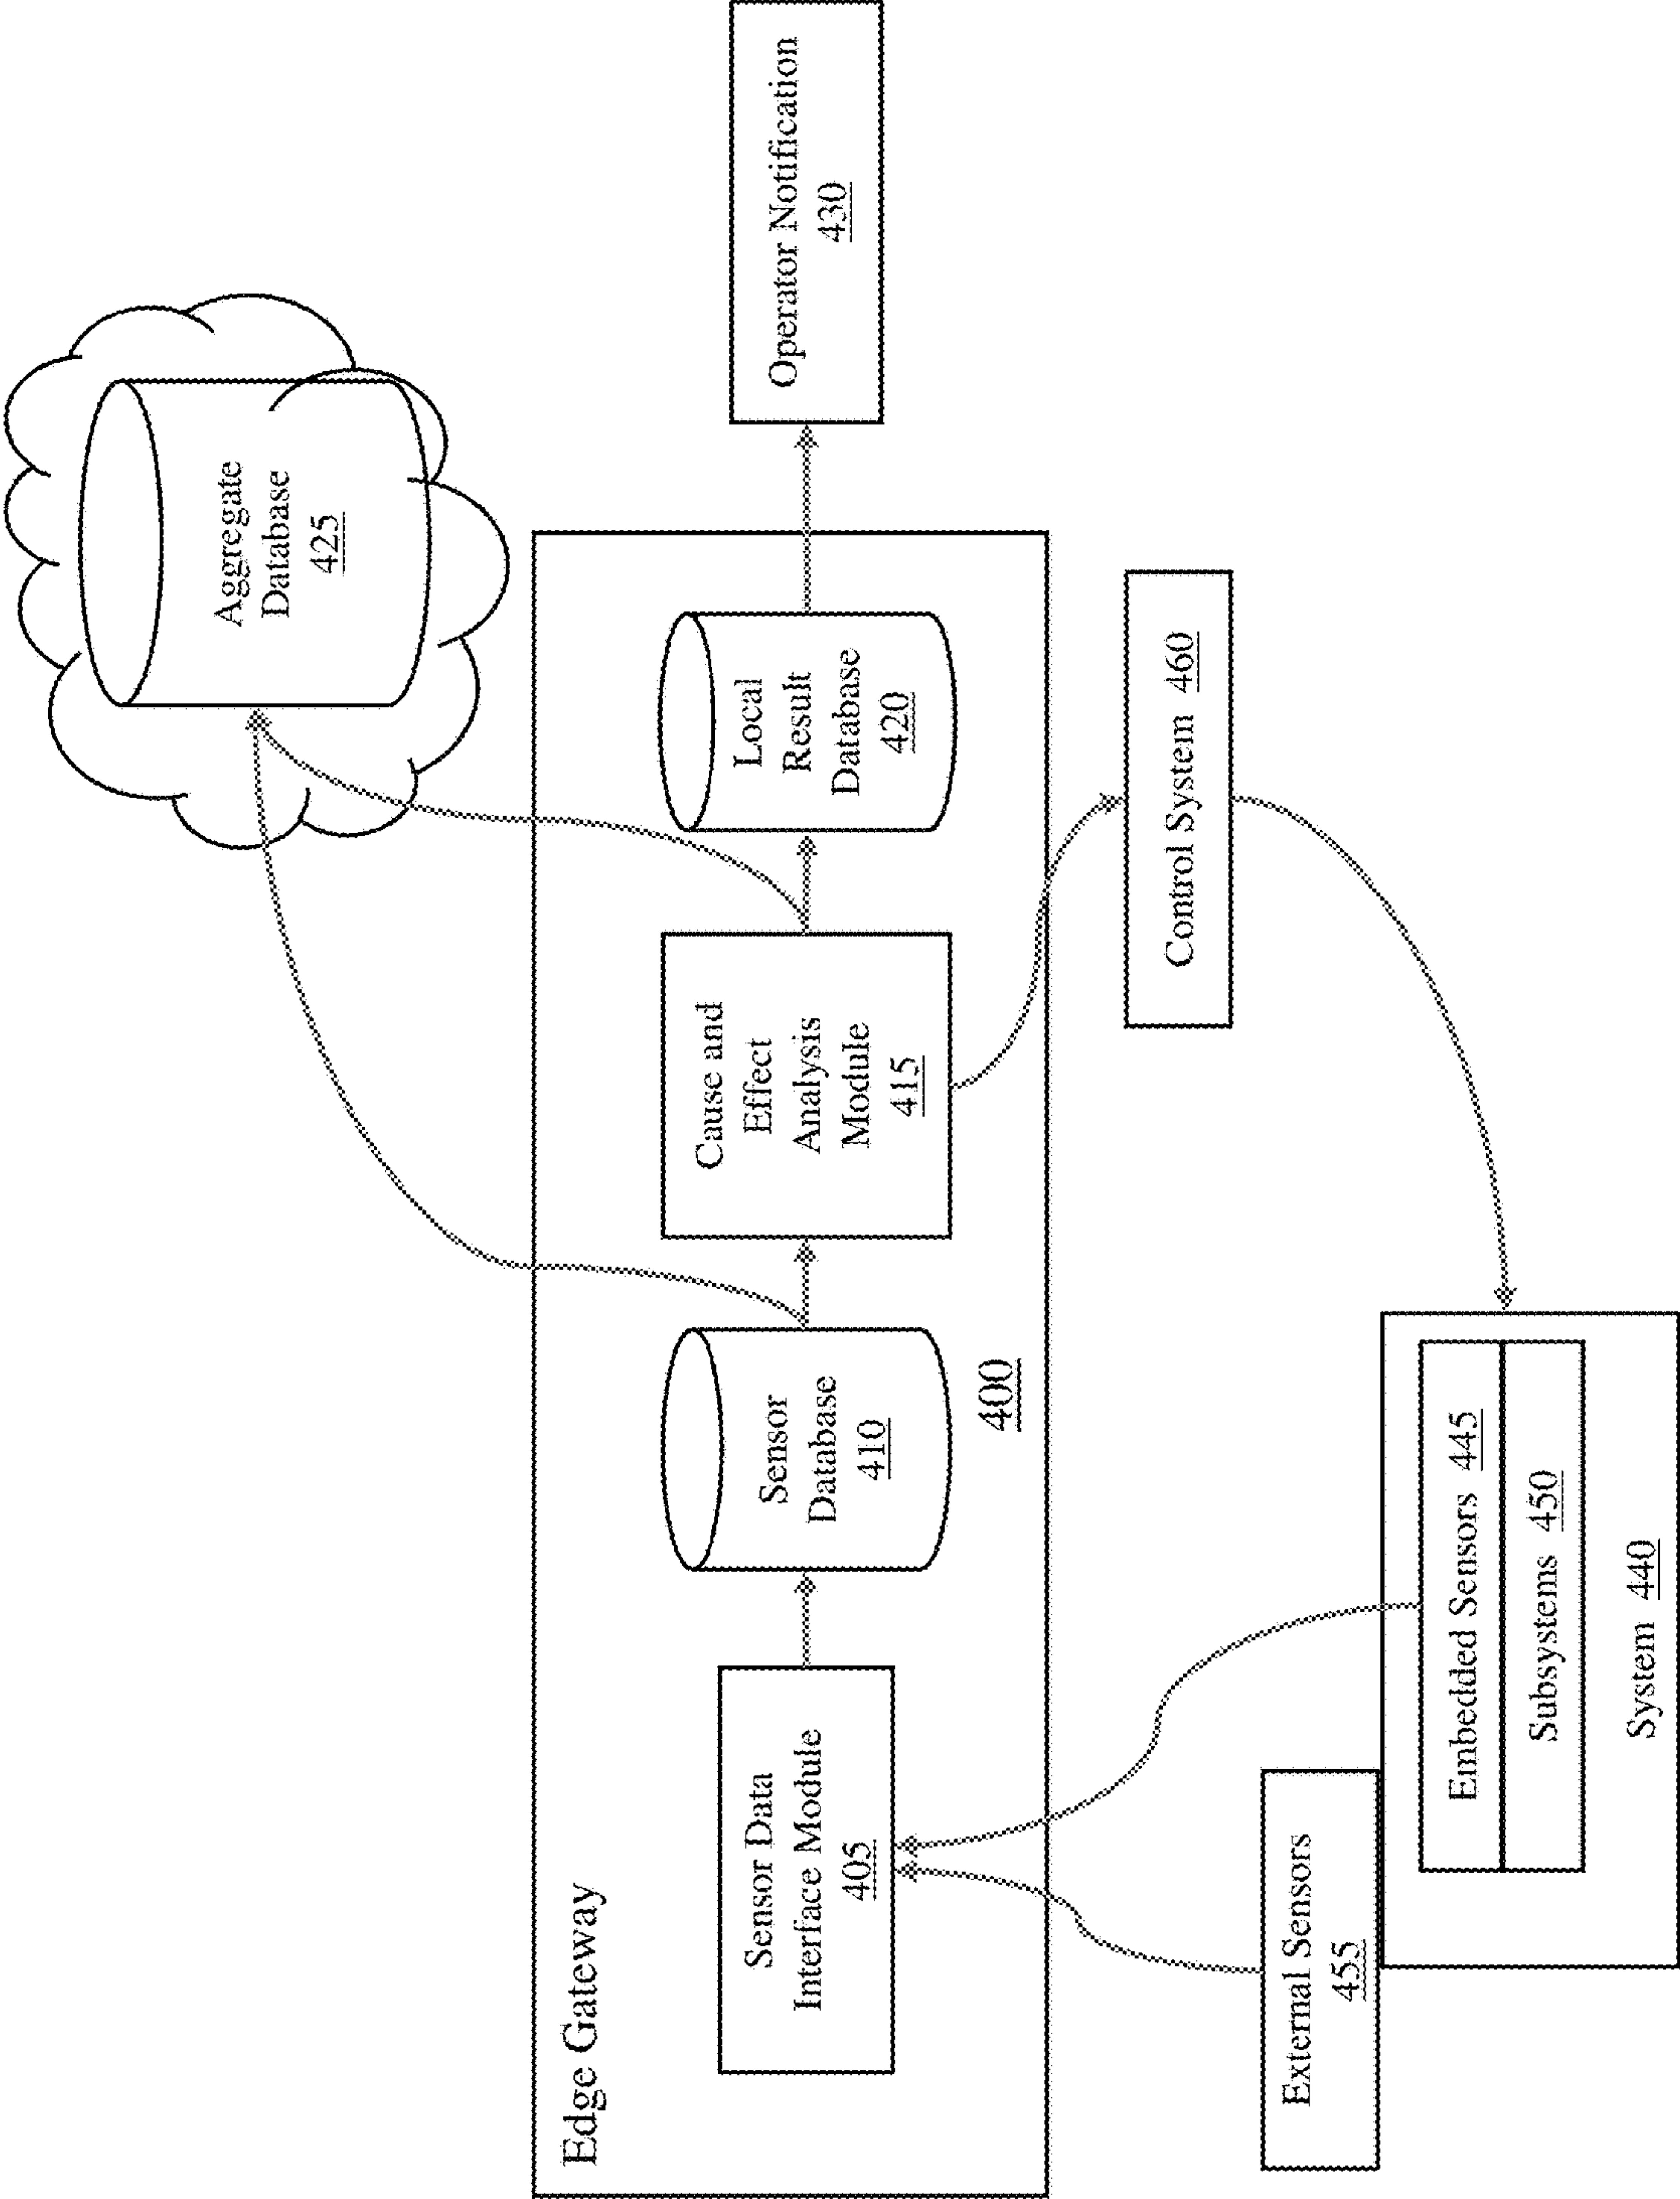 Aggregate
Database
425
Edge Gateway
Sensor Data
Interface Module
405
Sensor
Database
410
Cause and
Effect
Analysis
Module
415
Local
Result
Database
420
Operator Notification
430
400
Control System 460
External Sensors
455
Embedded Sensors 445
Subsystems 450
System 440